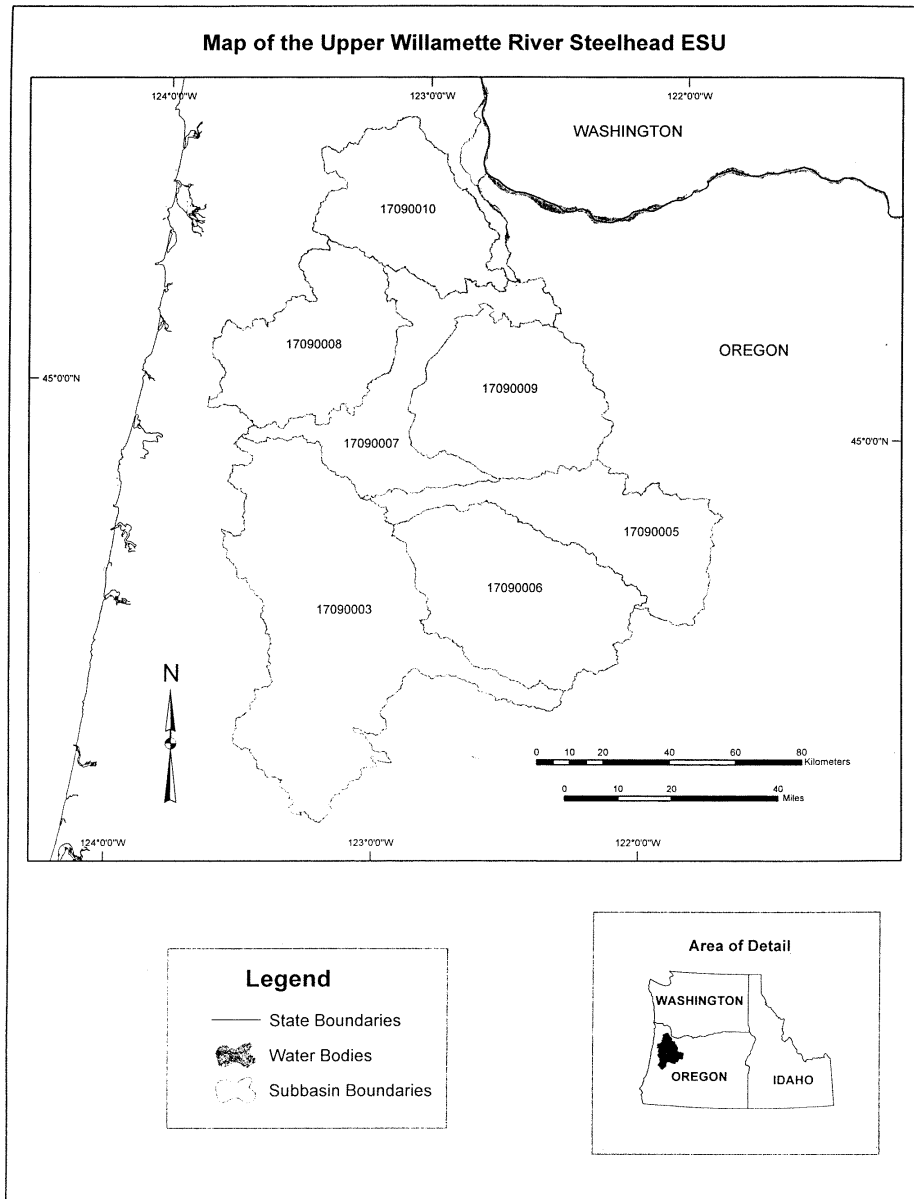 Map of the Upper Willamette River Steelhead ESU
124°0'0"W
123°0'0"W
122°0'0"W
WASHINGTON
17090010
17090008
OREGON
45°0'0"N
17090009
17090007
45°0'0"N
17090005
17090006
17090003
N
0 10 20 40 60 80
Kilometers
0 10 20 40
Miles
124°0'0"W
123°0'0"W
122°0'0"W
Legend
State Boundaries
Water Bodies
Subbasin Boundaries
Area of Detail
WASHINGTON
OREGON
IDAHO